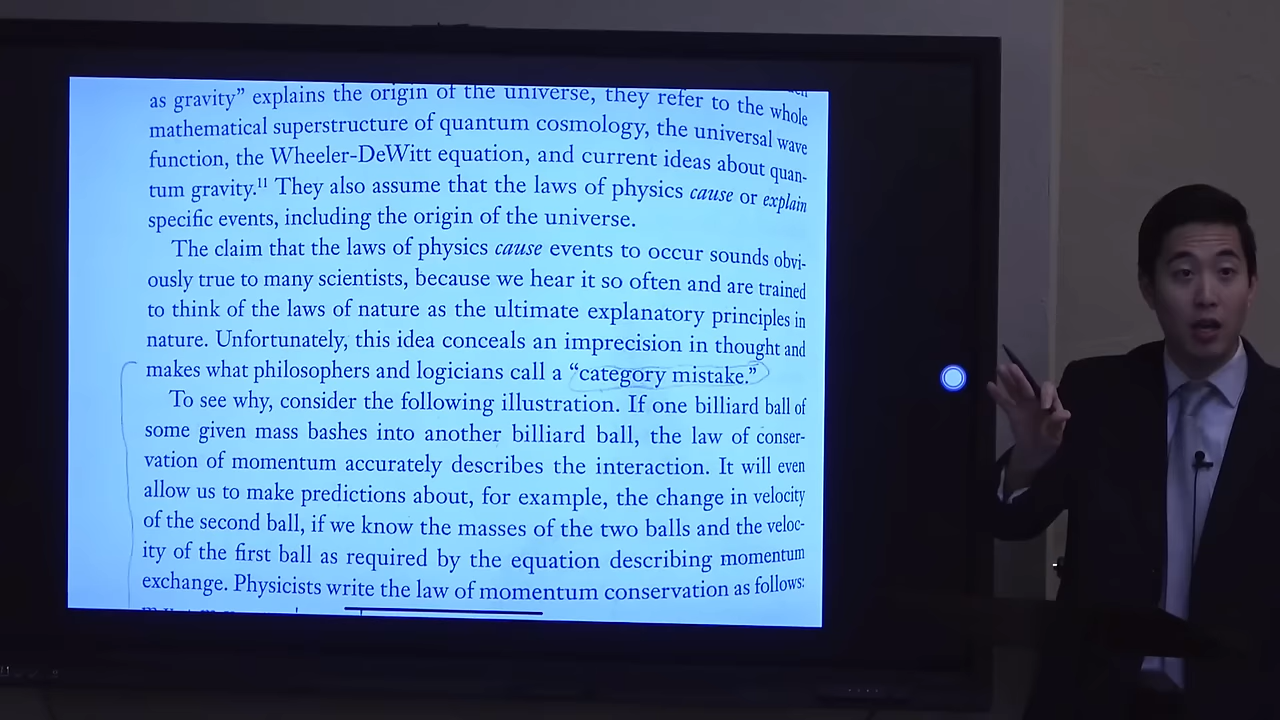 as gravity” explains the origin of the universe, they refer to the whole
mathematical superstructure of quantum cosmology, the universal wave
function, the Wheeler-DeWitt equation, and current ideas about quan-
tum gravity.¹¹ They also assume that the laws of physics cause or explain
specific events, including the origin of the universe.
The claim that the laws of physics cause events to occur sounds obvi-
ously true to many scientists, because we hear it so often and are trained
to think of the laws of nature as the ultimate explanatory principles in
nature. Unfortunately, this idea conceals an imprecision in thought and
makes what philosophers and logicians call a “category mistake.”
To see why, consider the following illustration. If one billiard ball of
some given mass bashes into another billiard ball, the law of conser-
vation of momentum accurately describes the interaction. It will even
allow us to make predictions about, for example, the change in velocity
of the second ball, if we know the masses of the two balls and the veloc-
ity of the first ball as required by the equation describing momentum
exchange. Physicists write the law of momentum conservation as follows: